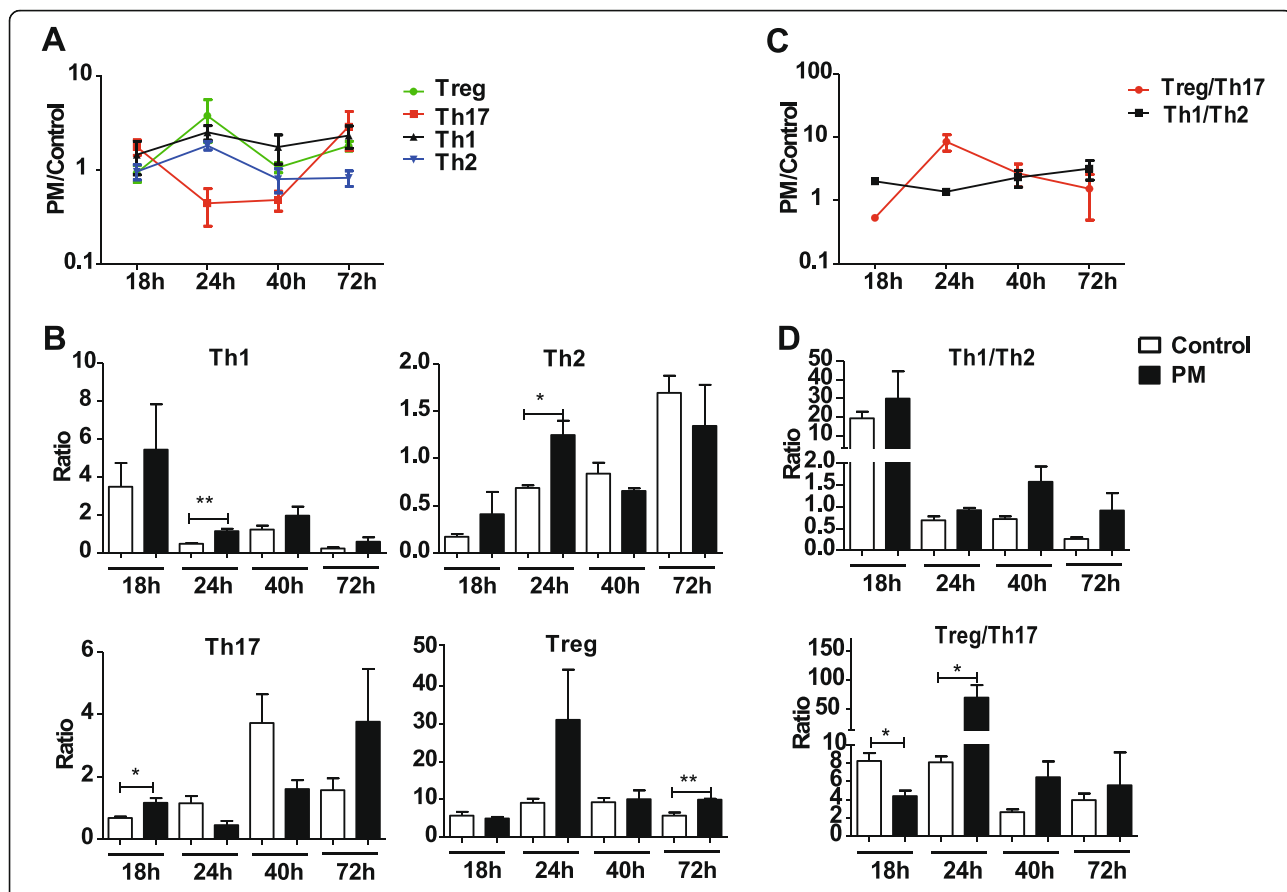 A
10
1
0.1
PM/Control
18h 24h 40h 72h
Treg
Th17
Th1
Th2
C
100
10
1
0.1
PM/Control
18h 24h 40h 72h
Treg/Th17
Th1/Th2
B
Th1
10
8
6
4
2
0
Ratio
**
18h 24h 40h 72h
Th2
2.0
1.5
1.0
0.5
0.0
*
18h 24h 40h 72h
Th17
6
4
2
0
Ratio
*
18h 24h 40h 72h
Treg
50
40
30
20
10
0
**
18h 24h 40h 72h
D
Control
PM
Th1/Th2
50
40
30
20
10
0
2.0
1.5
1.0
0.5
0.0
Ratio
18h 24h 40h 72h
Treg/Th17
150
100
50
10
8
6
4
2
0
Ratio
*
*
18h 24h 40h 72h